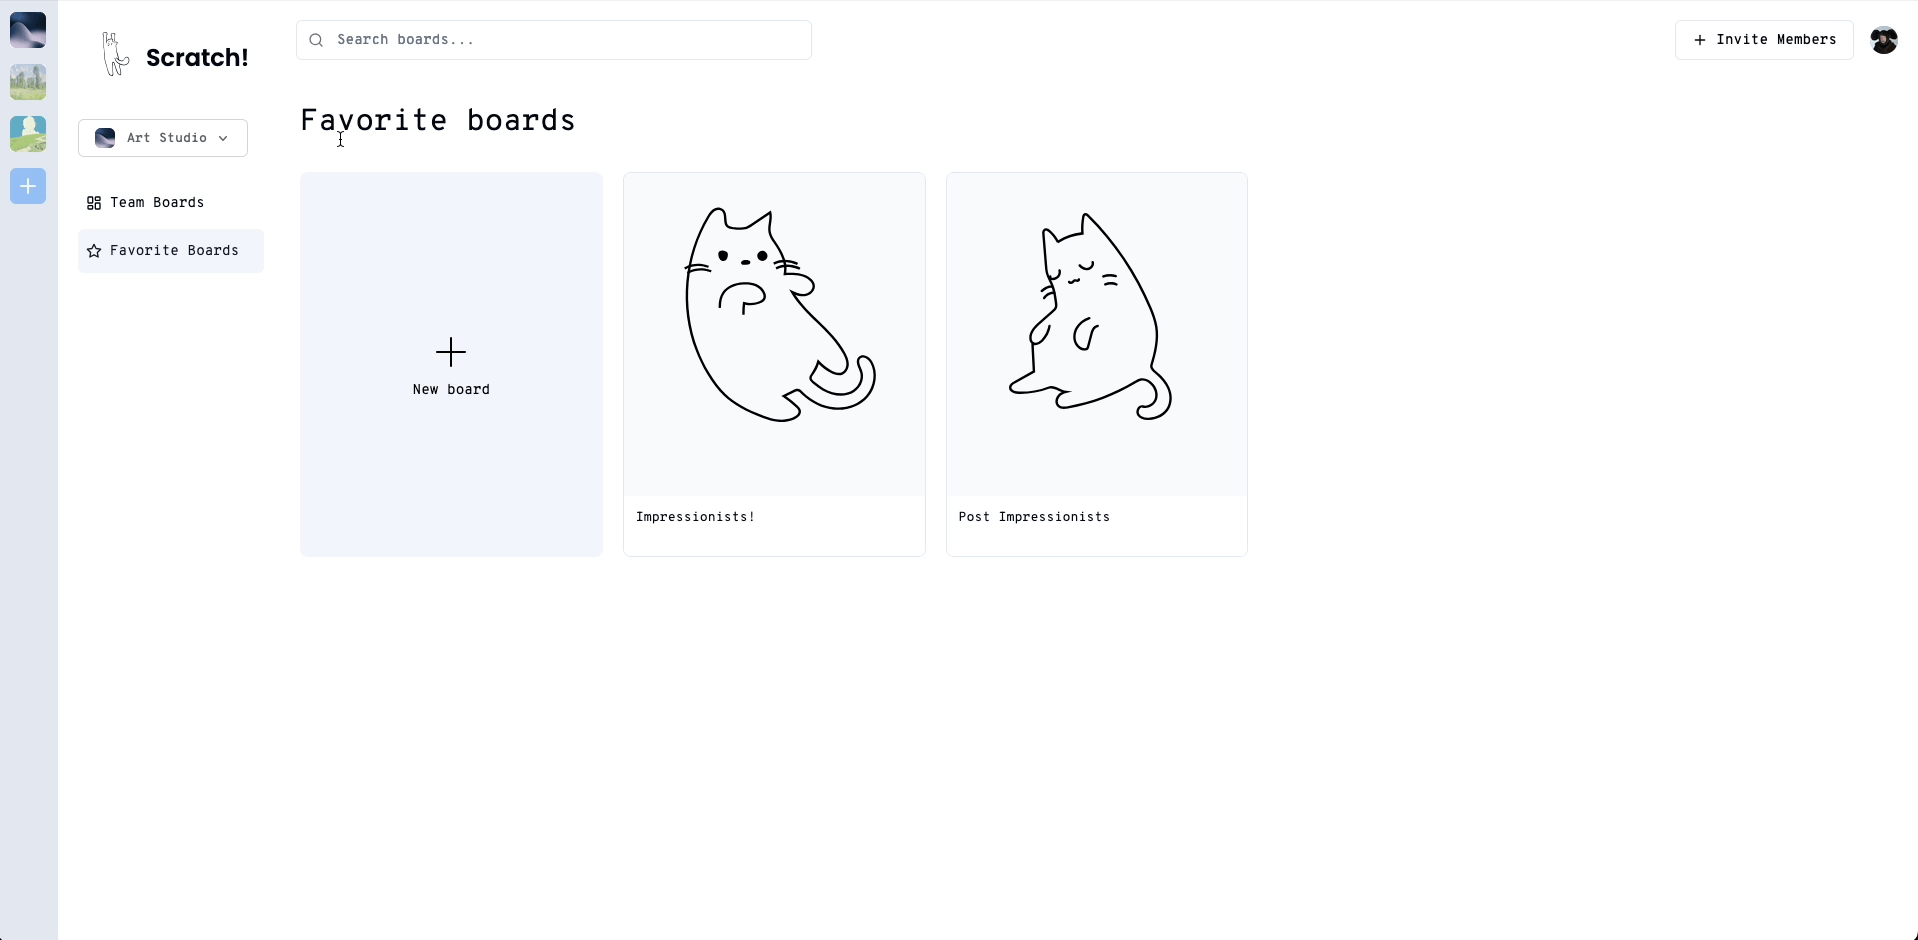 Scratch!
Search boards...
Invite Members
Art Studio
Team Boards
Favorite Boards
Favorite boards
New board
Impressionists!
Post Impressionists